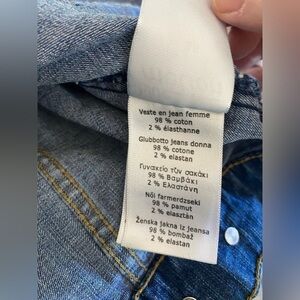 Veste en jean femme
98 % coton
2 % élasthanne
Giubbotto jeans donna
98 % cotone
2 % elastan
Γυναικείο τζὺν σακάκι
98 % Βαμβάκι
2 % Ελαστάνη
Női farmerdzseki
98 % pamut
2 % elasztán
Ženska jakna iz jeansa
98 % bombaž
2 % elastan